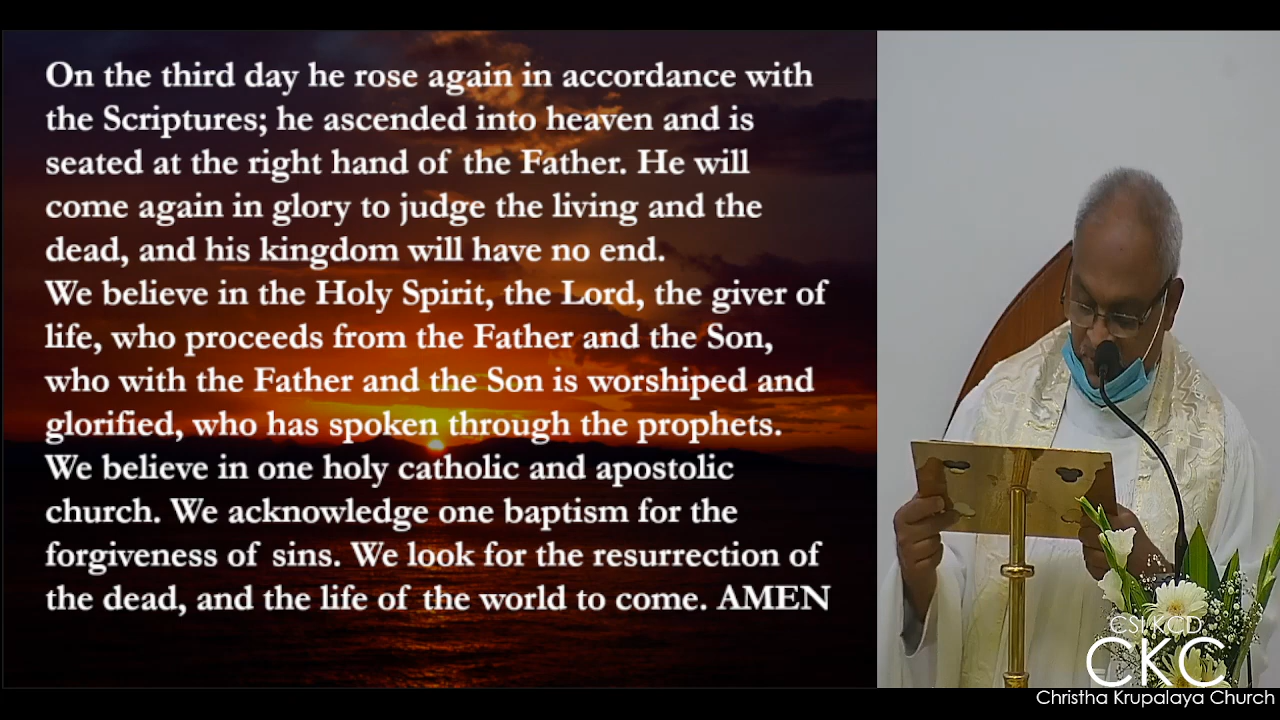 On the third day he rose again in accordance with
the Scriptures; he ascended into heaven and is
seated at the right hand of the Father. He will
come again in glory to judge the living and the
dead, and his kingdom will have no end.
We believe in the Holy Spirit, the Lord, the giver of
life, who proceeds from the Father and the Son,
who with the Father and the Son is worshiped and
glorified, who has spoken through the prophets.
We believe in one holy catholic and apostolic
church. We acknowledge one baptism for the
forgiveness of sins. We look for the resurrection of
the dead, and the life of the world to come. AMEN
CSI KCD
CKC
Christha Krupalaya Church